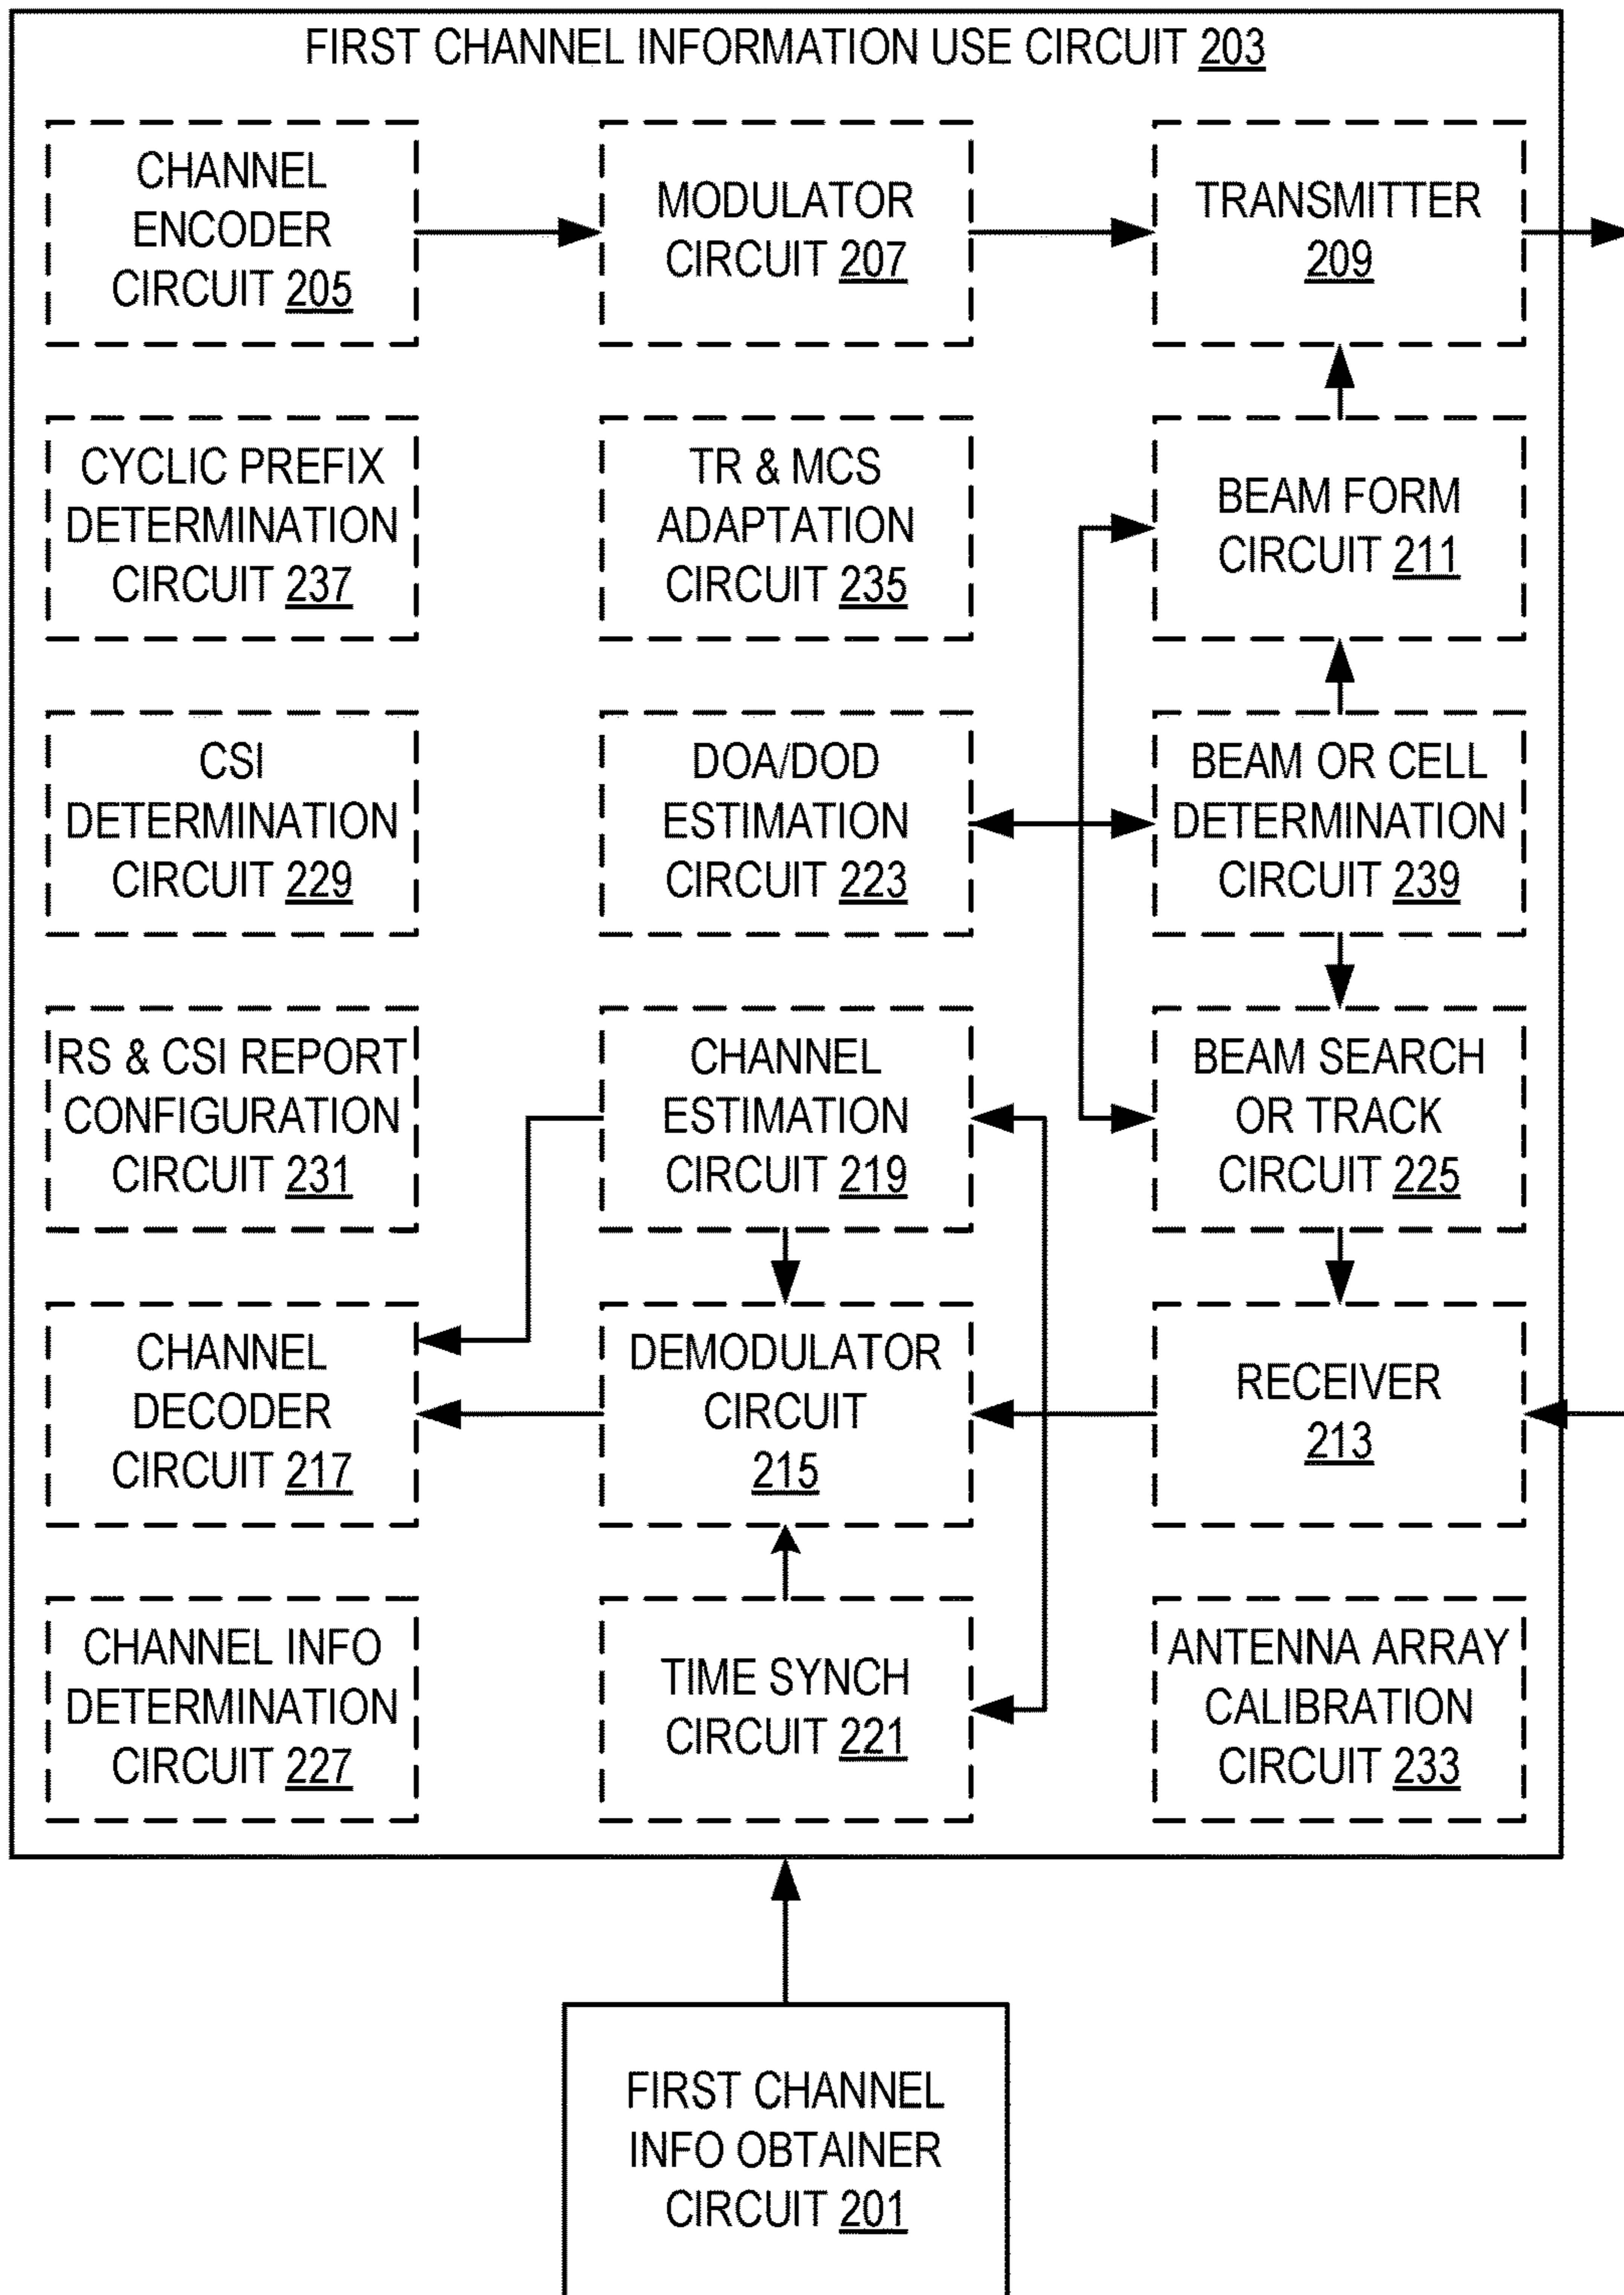 FIRST CHANNEL INFORMATION USE CIRCUIT 203
CHANNEL
ENCODER
CIRCUIT 205
MODULATOR
CIRCUIT 207
TRANSMITTER
209
CYCLIC PREFIX
DETERMINATION
CIRCUIT 237
TR & MCS
ADAPTATION
CIRCUIT 235
BEAM FORM
CIRCUIT 211
CSI
DETERMINATION
CIRCUIT 229
DOA/DOD
ESTIMATION
CIRCUIT 223
BEAM OR CELL
DETERMINATION
CIRCUIT 239
RS & CSI REPORT
CONFIGURATION
CIRCUIT 231
CHANNEL
ESTIMATION
CIRCUIT 219
BEAM SEARCH
OR TRACK
CIRCUIT 225
CHANNEL
DECODER
CIRCUIT 217
DEMODULATOR
CIRCUIT
215
RECEIVER
213
CHANNEL INFO
DETERMINATION
CIRCUIT 227
TIME SYNCH
CIRCUIT 221
ANTENNA ARRAY
CALIBRATION
CIRCUIT 233
FIRST CHANNEL
INFO OBTAINER
CIRCUIT 201